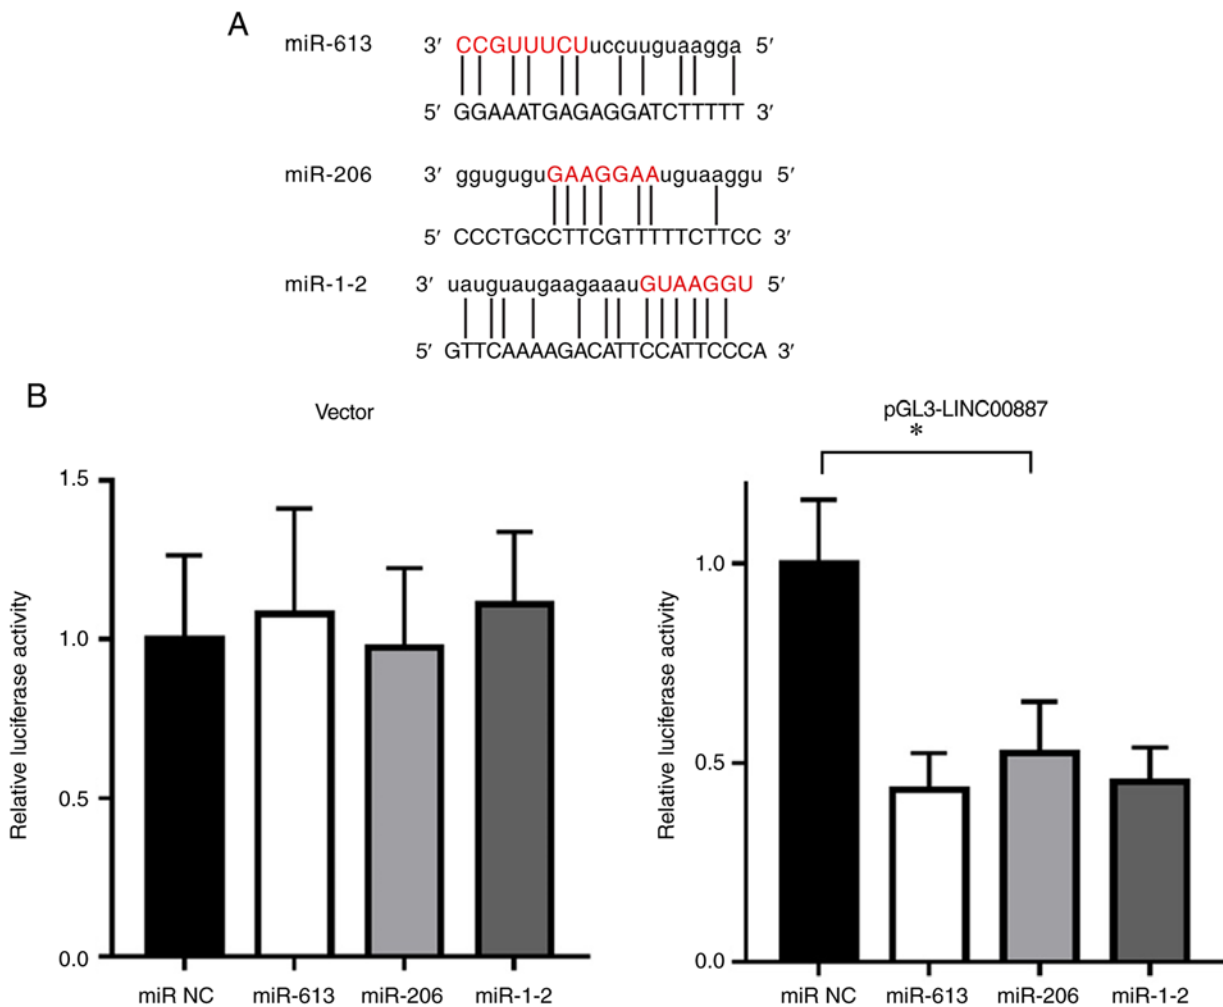 A
miR-613 3′ CCGUUUCUuccuuguaagga 5′
5′ GGAAATGAGAGGATCTTTTT 3′
miR-206 3′ gguguguGAAGGAAuguaaggu 5′
5′ CCCTGCCTTCGTTTTTCTTCC 3′
miR-1-2 3′ uauguaugaagaaauGUAAGGU 5′
5′ GTTCAAAAGACATTCCATTCCCA 3′
B
Vector
Relative luciferase activity
1.5
1.0
0.5
0.0
miR NC miR-613 miR-206 miR-1-2
pGL3-LINC00887
*
Relative luciferase activity
1.0
0.5
0.0
miR NC miR-613 miR-206 miR-1-2